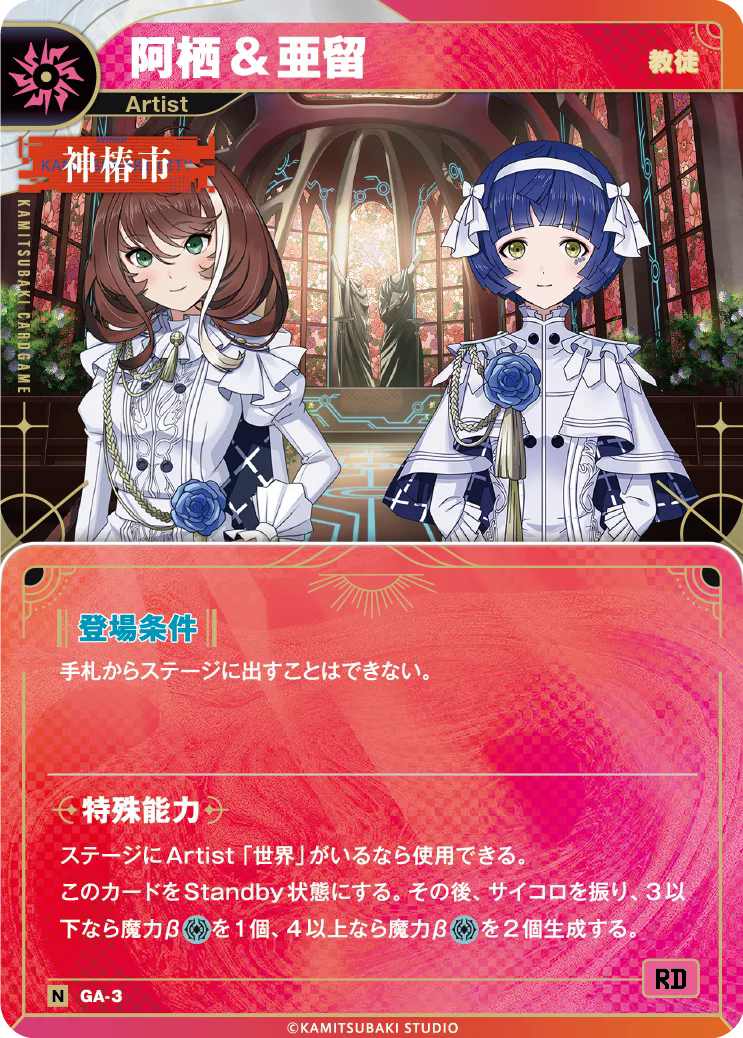 阿栖&亜留
教徒
Artist
神椿市
KAMITSUBAKI CARDGAME
登場条件
手札からステージに出すことはできない。
特殊能力
ステージにArtist「世界」がいるなら使用できる。
このカードをStandby状態にする。その後、サイコロを振り、3以
下なら魔力βを1個、4以上なら魔力βを2個生成する。
RD
N GA-3
©KAMITSUBAKI STUDIO